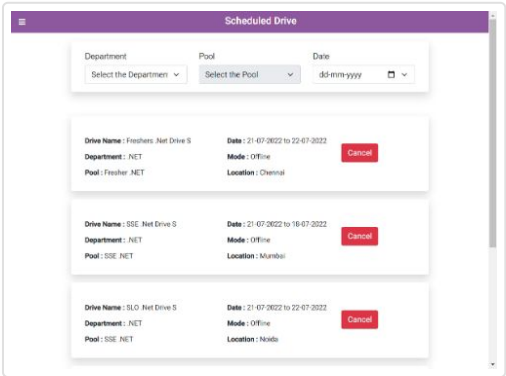 Scheduled Drive
Department Pool Date
Select the Departmen Select the Pool dd-mm-yyyy
Drive Name : Freshers .Net Drive S Date : 21-07-2022 to 22-07-2022
Department : .NET Mode : Offline Cancel
Pool : Fresher .NET Location : Chennai
Drive Name : SSE .Net Drive S Date : 21-07-2022 to 18-07-2022
Department : .NET Mode : Offline Cancel
Pool : SSE .NET Location : Mumbai
Drive Name : SLO .Net Drive S Date : 21-07-2022 to 22-07-2022
Department : .NET Mode : Offline Cancel
Pool : SSE .NET Location : Noida